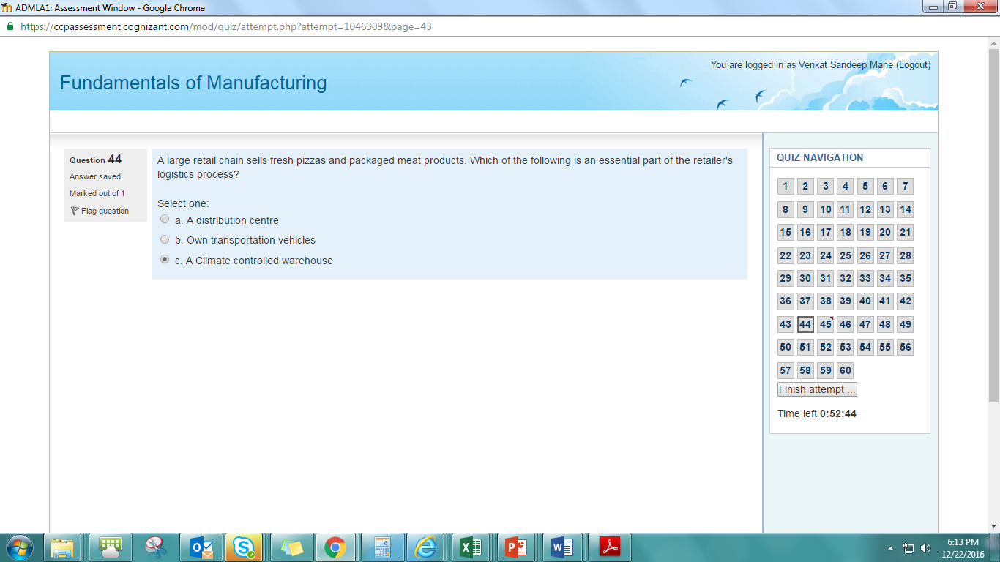 ADMLA1: Assessment Window - Google Chrome
https://ccpassessment.cognizant.com/mod/quiz/attempt.php?attempt=1046309&page=43
You are logged in as Venkat Sandeep Mane (Logout)
Fundamentals of Manufacturing
Question 44
Answer saved
Marked out of 1
Flag question
A large retail chain sells fresh pizzas and packaged meat products. Which of the following is an essential part of the retailer's
logistics process?
Select one:
a. A distribution centre
b. Own transportation vehicles
c. A Climate controlled warehouse
QUIZ NAVIGATION
1 2 3 4 5 6 7
8 9 10 11 12 13 14
15 16 17 18 19 20 21
22 23 24 25 26 27 28
29 30 31 32 33 34 35
36 37 38 39 40 41 42
43 44 45 46 47 48 49
50 51 52 53 54 55 56
57 58 59 60
Finish attempt ...
Time left 0:52:44
6:13 PM
12/22/2016